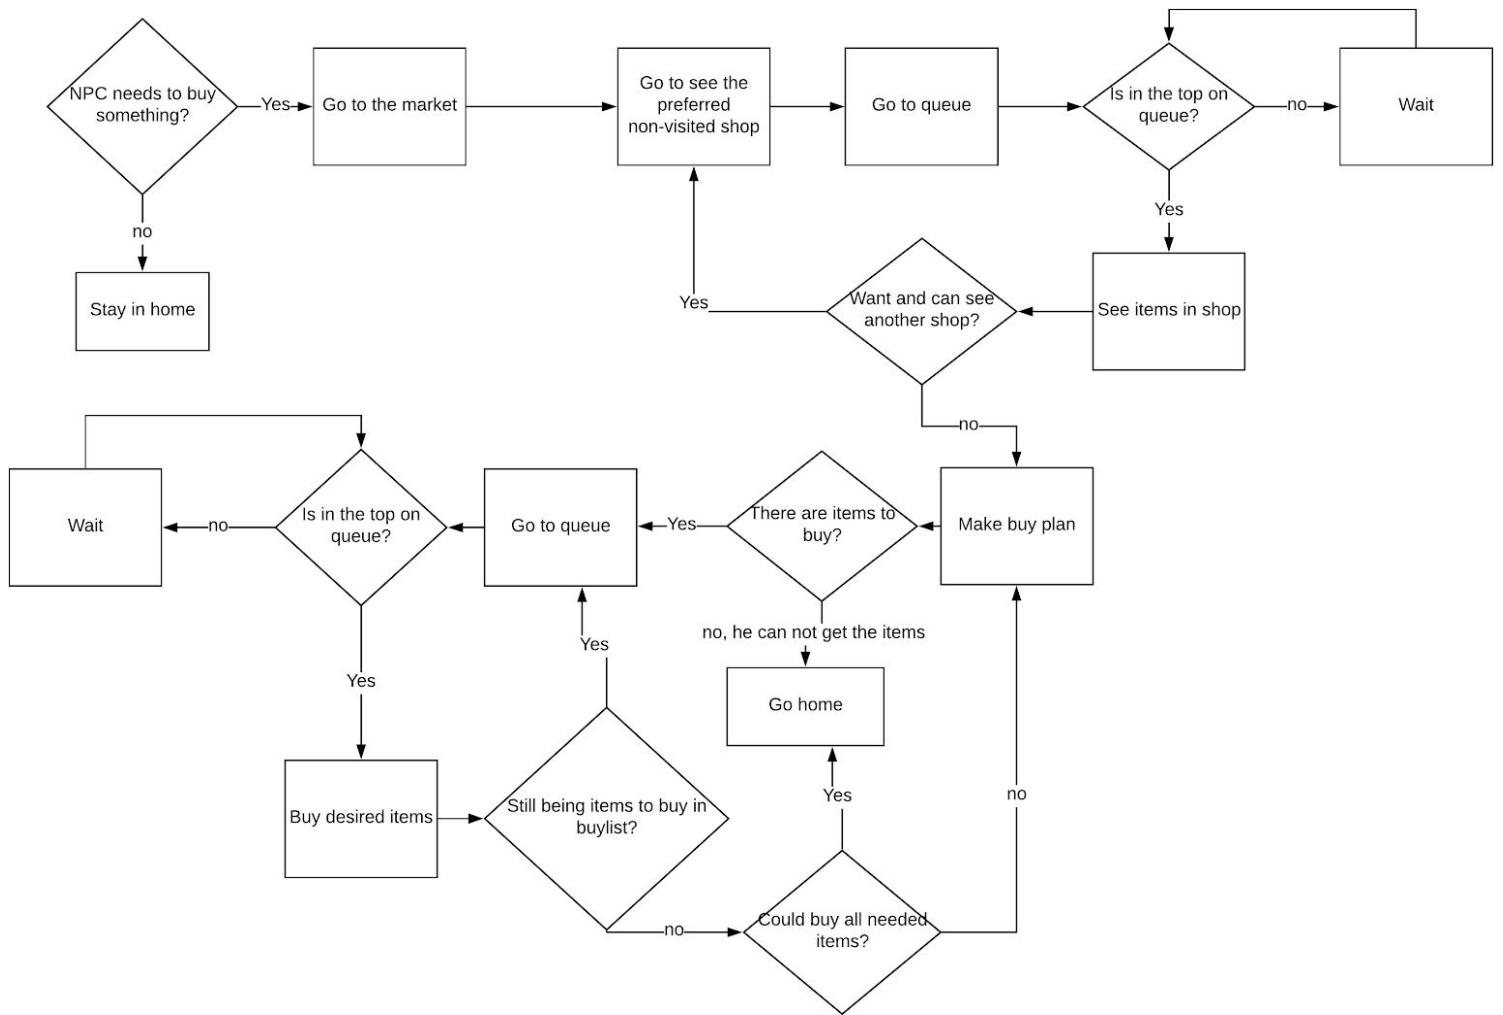 NPC needs to buy
something?
Yes
Go to the market
Go to see the
preferred
non-visited shop
Go to queue
Is in the top on
queue?
no
Wait
no
Yes
Stay in home
Yes
Want and can see
another shop?
See items in shop
no
Wait
no
Is in the top on
queue?
Go to queue
Yes
There are items to
buy?
Make buy plan
Yes
no, he can not get the items
Yes
Go home
Buy desired items
Still being items to buy in
buylist?
Yes
no
no
Could buy all needed
items?